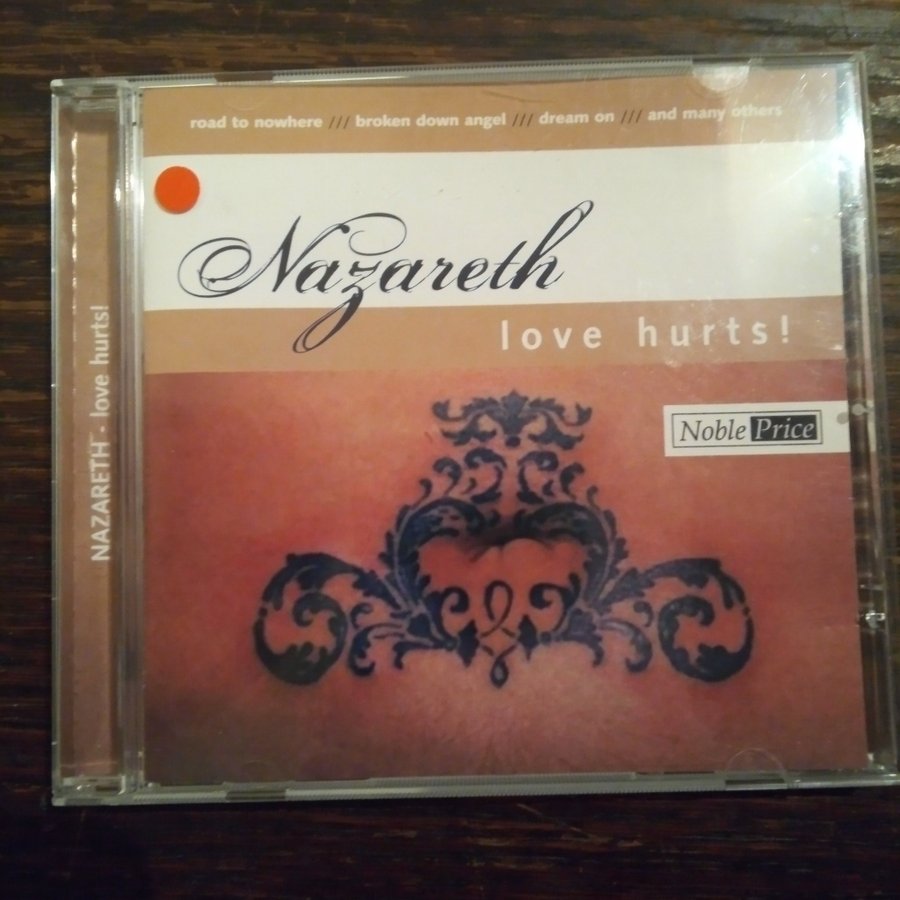 road to nowhere /// broken down angel /// dream on /// and many others
Nazareth
love hurts!
Noble Price
NAZARETH - love hurts!